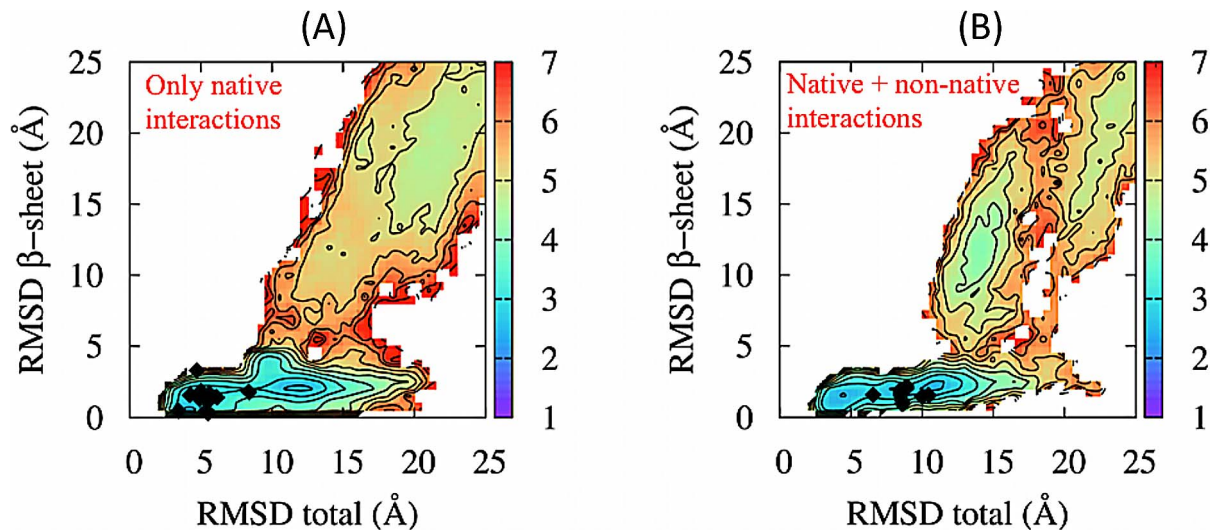 (A)
Only native
interactions
RMSD β-sheet (Å)
25
20
15
10
5
0
0 5 10 15 20 25
RMSD total (Å)
7
6
5
4
3
2
1
(B)
Native + non-native
interactions
RMSD β-sheet (Å)
25
20
15
10
5
0
0 5 10 15 20 25
RMSD total (Å)
7
6
5
4
3
2
1